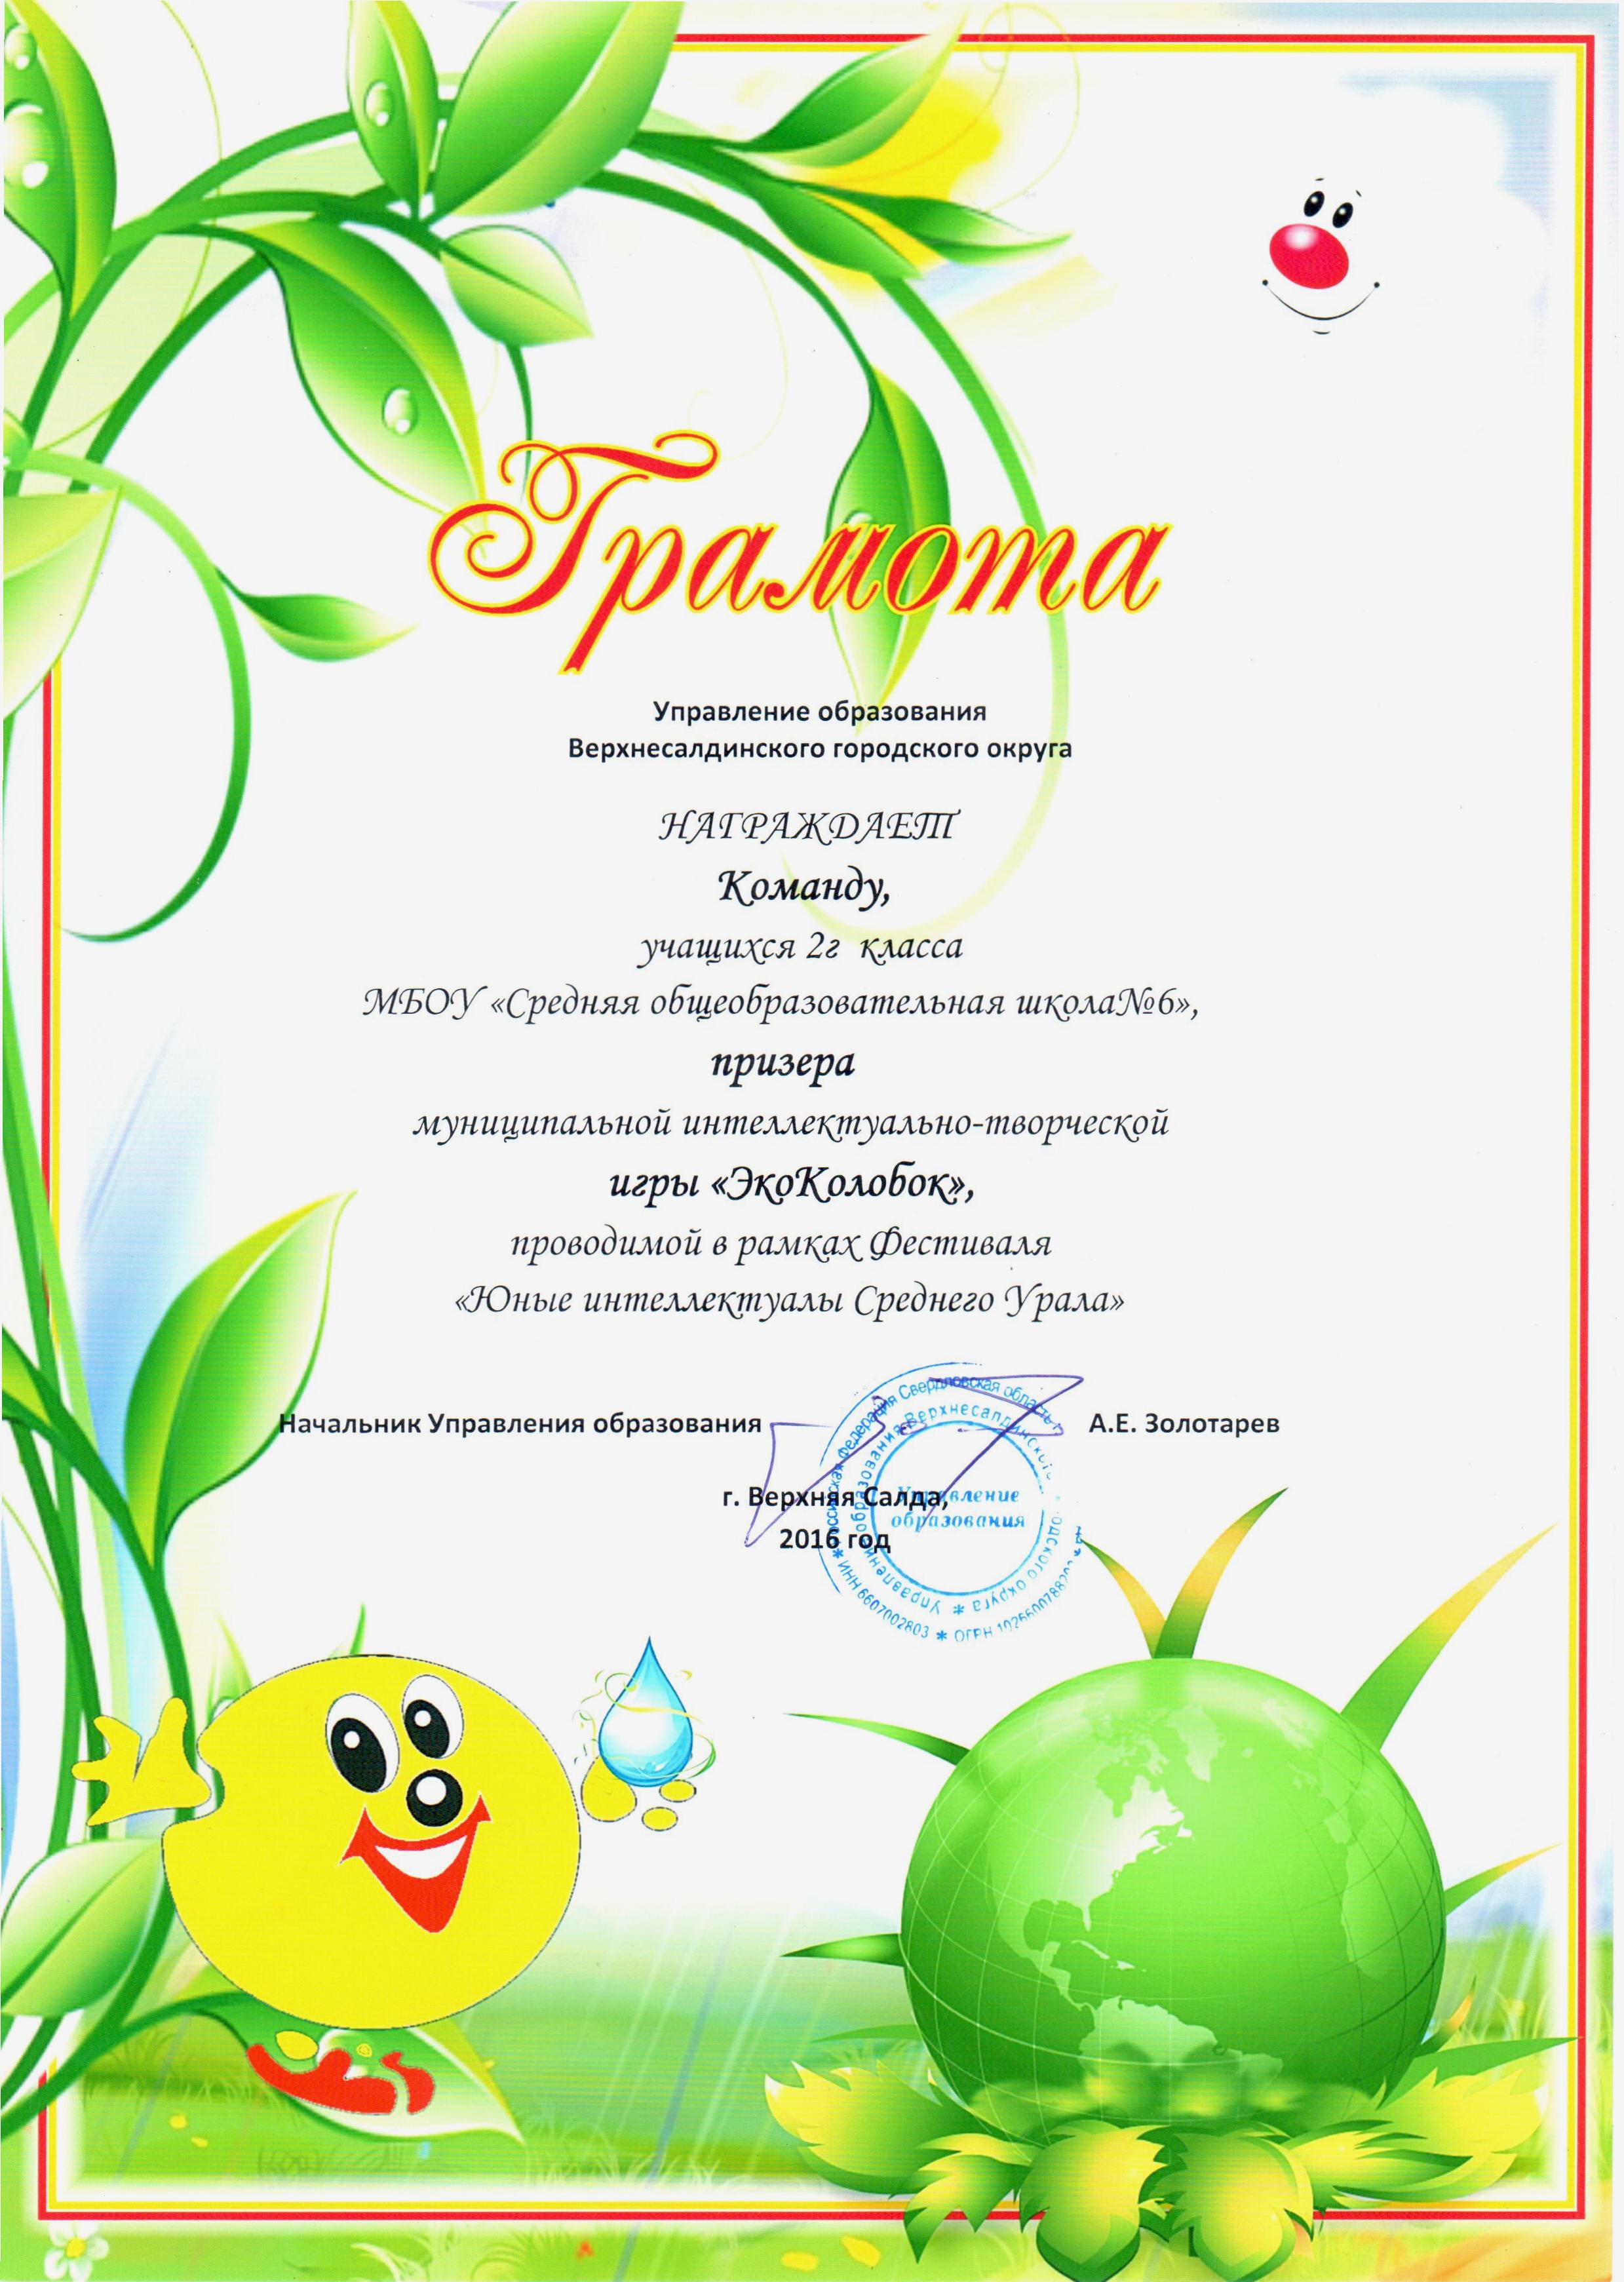 Грамота
Управление образования
Верхнесалдинского городского округа
НАГРАЖДАЕТ
Команду,
учащихся 2г класса
МБОУ «Средняя общеобразовательная школа№6»,
призера
муниципальной интеллектуально-творческой
игры «ЭкоКолобок»,
проводимой в рамках Фестиваля
«Юные интеллектуалы Среднего Урала»
Начальник Управления образования
А.Е. Золотарев
г. Верхняя Салда,
2016 год
Российская Федерация Свердловская область
Управление образования Верхнесалдинского городского округа
Управление
образования
ИНН 6607002803 * ОГРН